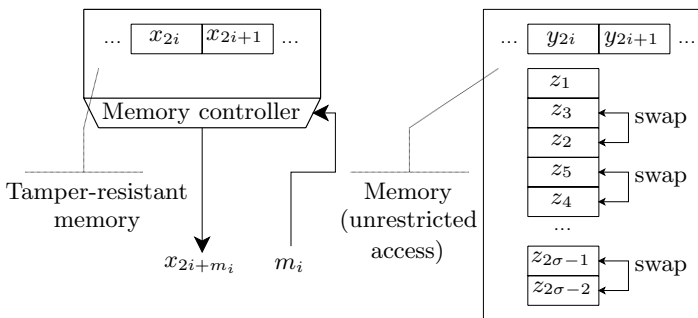 ... x_{2i} x_{2i+1} ...
Memory controller
Tamper-resistant
memory
x_{2i+m_i} m_i
... y_{2i} y_{2i+1} ...
z_1
z_3
swap
z_2
z_5
swap
z_4
...
Memory
(unrestricted
access)
z_{2σ−1}
swap
z_{2σ−2}